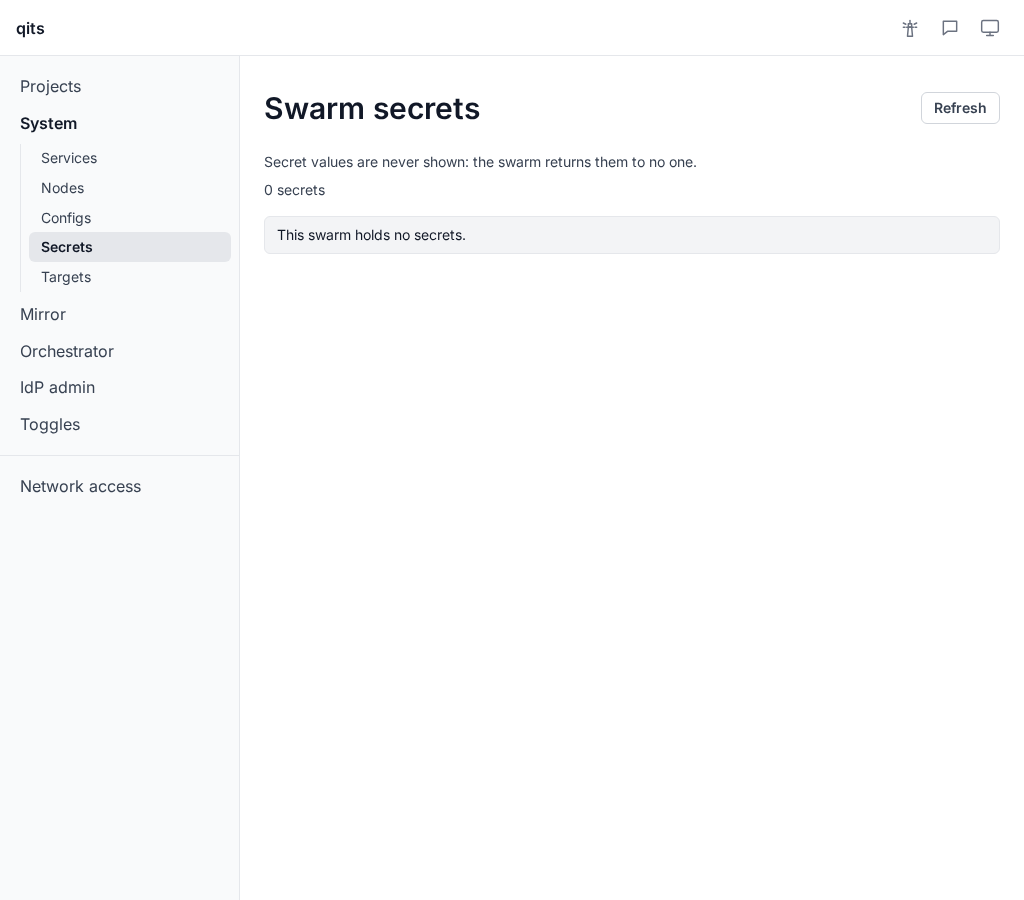 qits
Projects
System
Services
Nodes
Configs
Secrets
Targets
Mirror
Orchestrator
IdP admin
Toggles
Network access
Swarm secrets
Refresh
Secret values are never shown: the swarm returns them to no one.
0 secrets
This swarm holds no secrets.